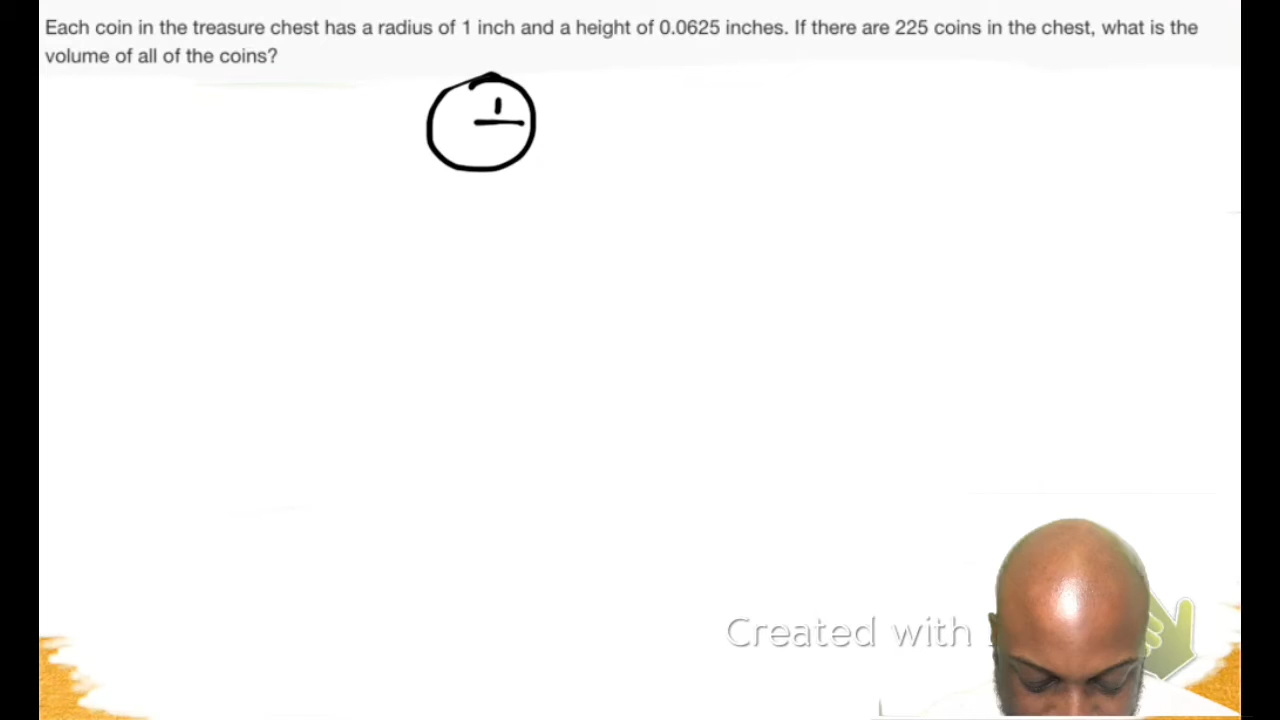 Each coin in the treasure chest has a radius of 1 inch and a height of 0.0625 inches. If there are 225 coins in the chest, what is the
volume of all of the coins?
1
Created with